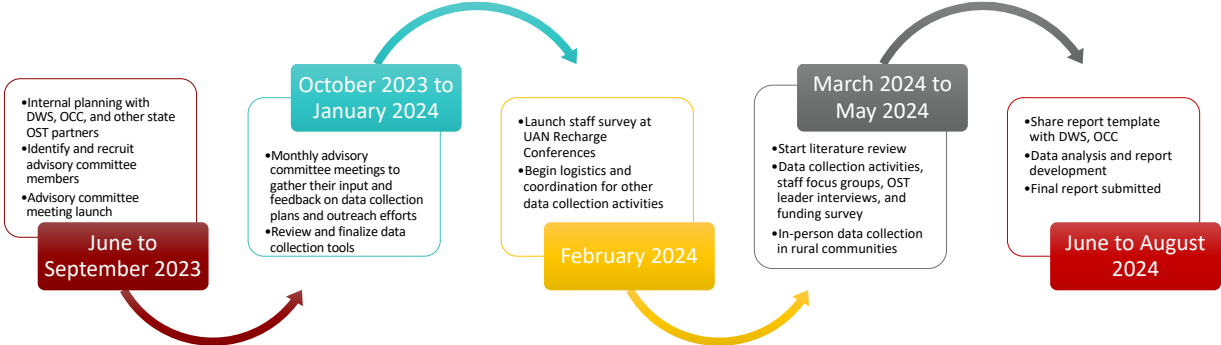 •Internal planning with
DWS, OCC, and other state
OST partners
•Identify and recruit
advisory committee
members
•Advisory committee
meeting launch
June to
September 2023
October 2023 to
January 2024
•Monthly advisory
committee meetings to
gather their input and
feedback on data collection
plans and outreach efforts
•Review and finalize data
collection tools
•Launch staff survey at
UAN Recharge
Conferences
•Begin logistics and
coordination for other
data collection activities
February 2024
March 2024 to
May 2024
•Start literature review
•Data collection activities,
staff focus groups, OST
leader interviews, and
funding survey
•In-person data collection
in rural communities
•Share report template
with DWS, OCC
•Data analysis and report
development
•Final report submitted
June to August
2024